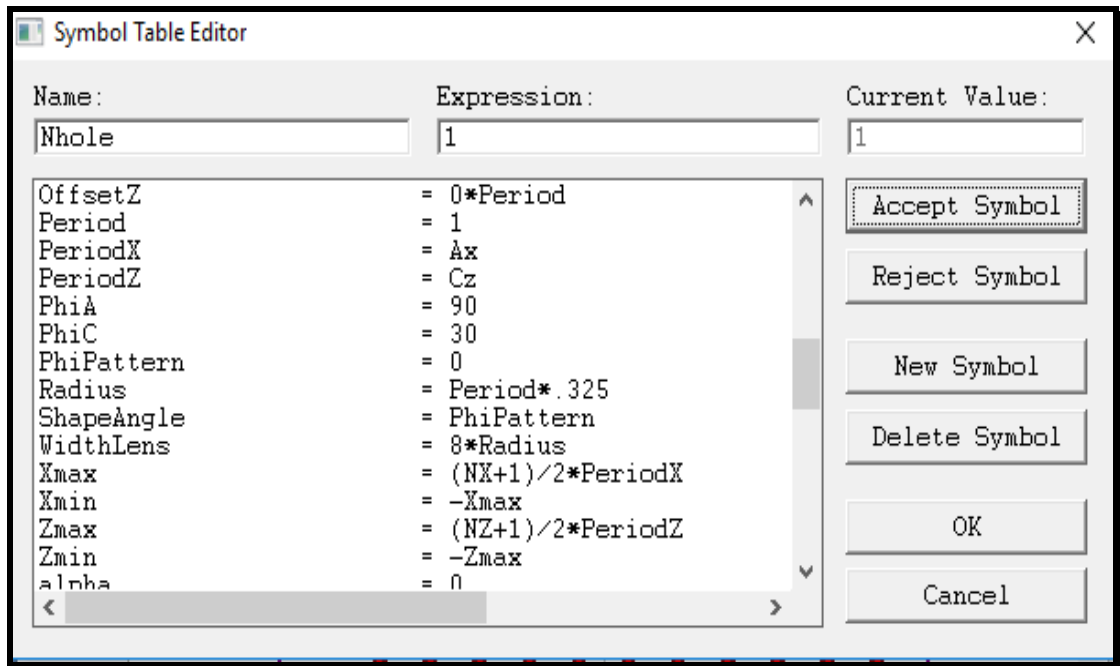 Symbol Table Editor
Name: Expression: Current Value:
Nhole 1 1
OffsetZ = 0*Period
Period = 1
PeriodX = Ax
PeriodZ = Cz
PhiA = 90
PhiC = 30
PhiPattern = 0
Radius = Period*.325
ShapeAngle = PhiPattern
WidthLens = 8*Radius
Xmax = (NX+1)/2*PeriodX
Xmin = -Xmax
Zmax = (NZ+1)/2*PeriodZ
Zmin = -Zmax
alpha = 0
Accept Symbol
Reject Symbol
New Symbol
Delete Symbol
OK
Cancel